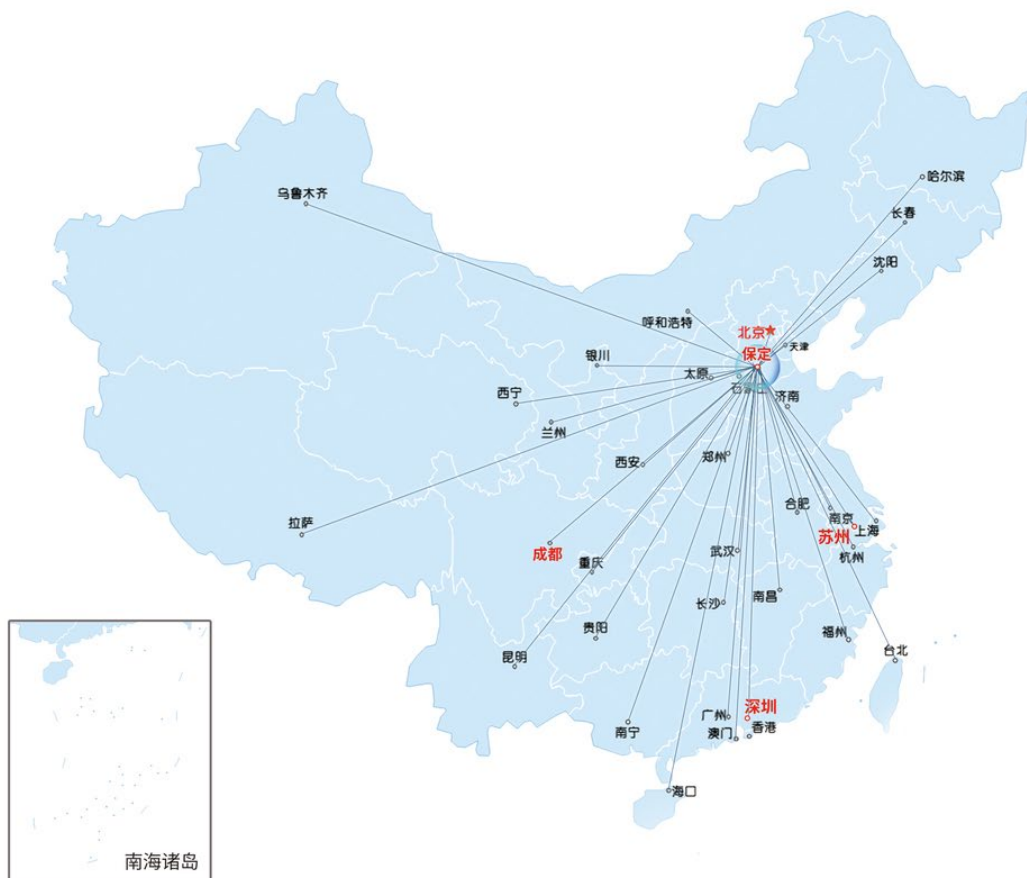 哈尔滨
乌鲁木齐
长春
沈阳
呼和浩特
北京
天津
保定
银川
太原
西宁
济南
兰州
郑州
西安
合肥
南京
拉萨
上海
苏州
成都
武汉
杭州
重庆
南昌
长沙
贵阳
福州
台北
昆明
深圳
广州
香港
澳门
南宁
海口
南海诸岛